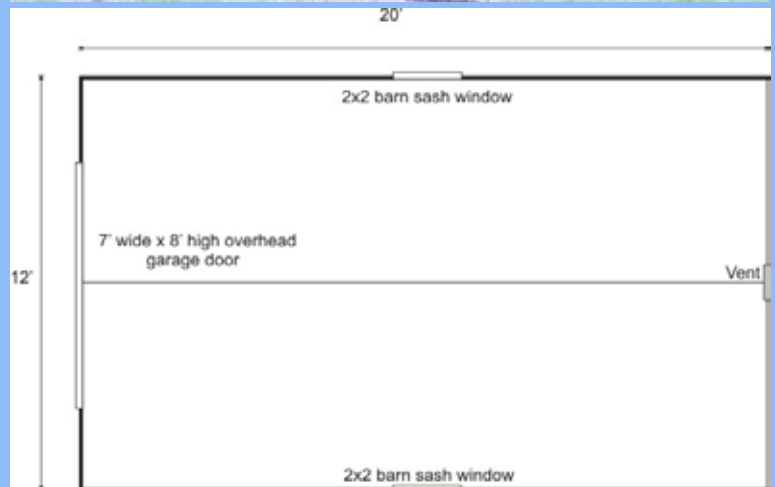 20'
2x2 barn sash window
7' wide x 8' high overhead
garage door
12'
Vent
2x2 barn sash window